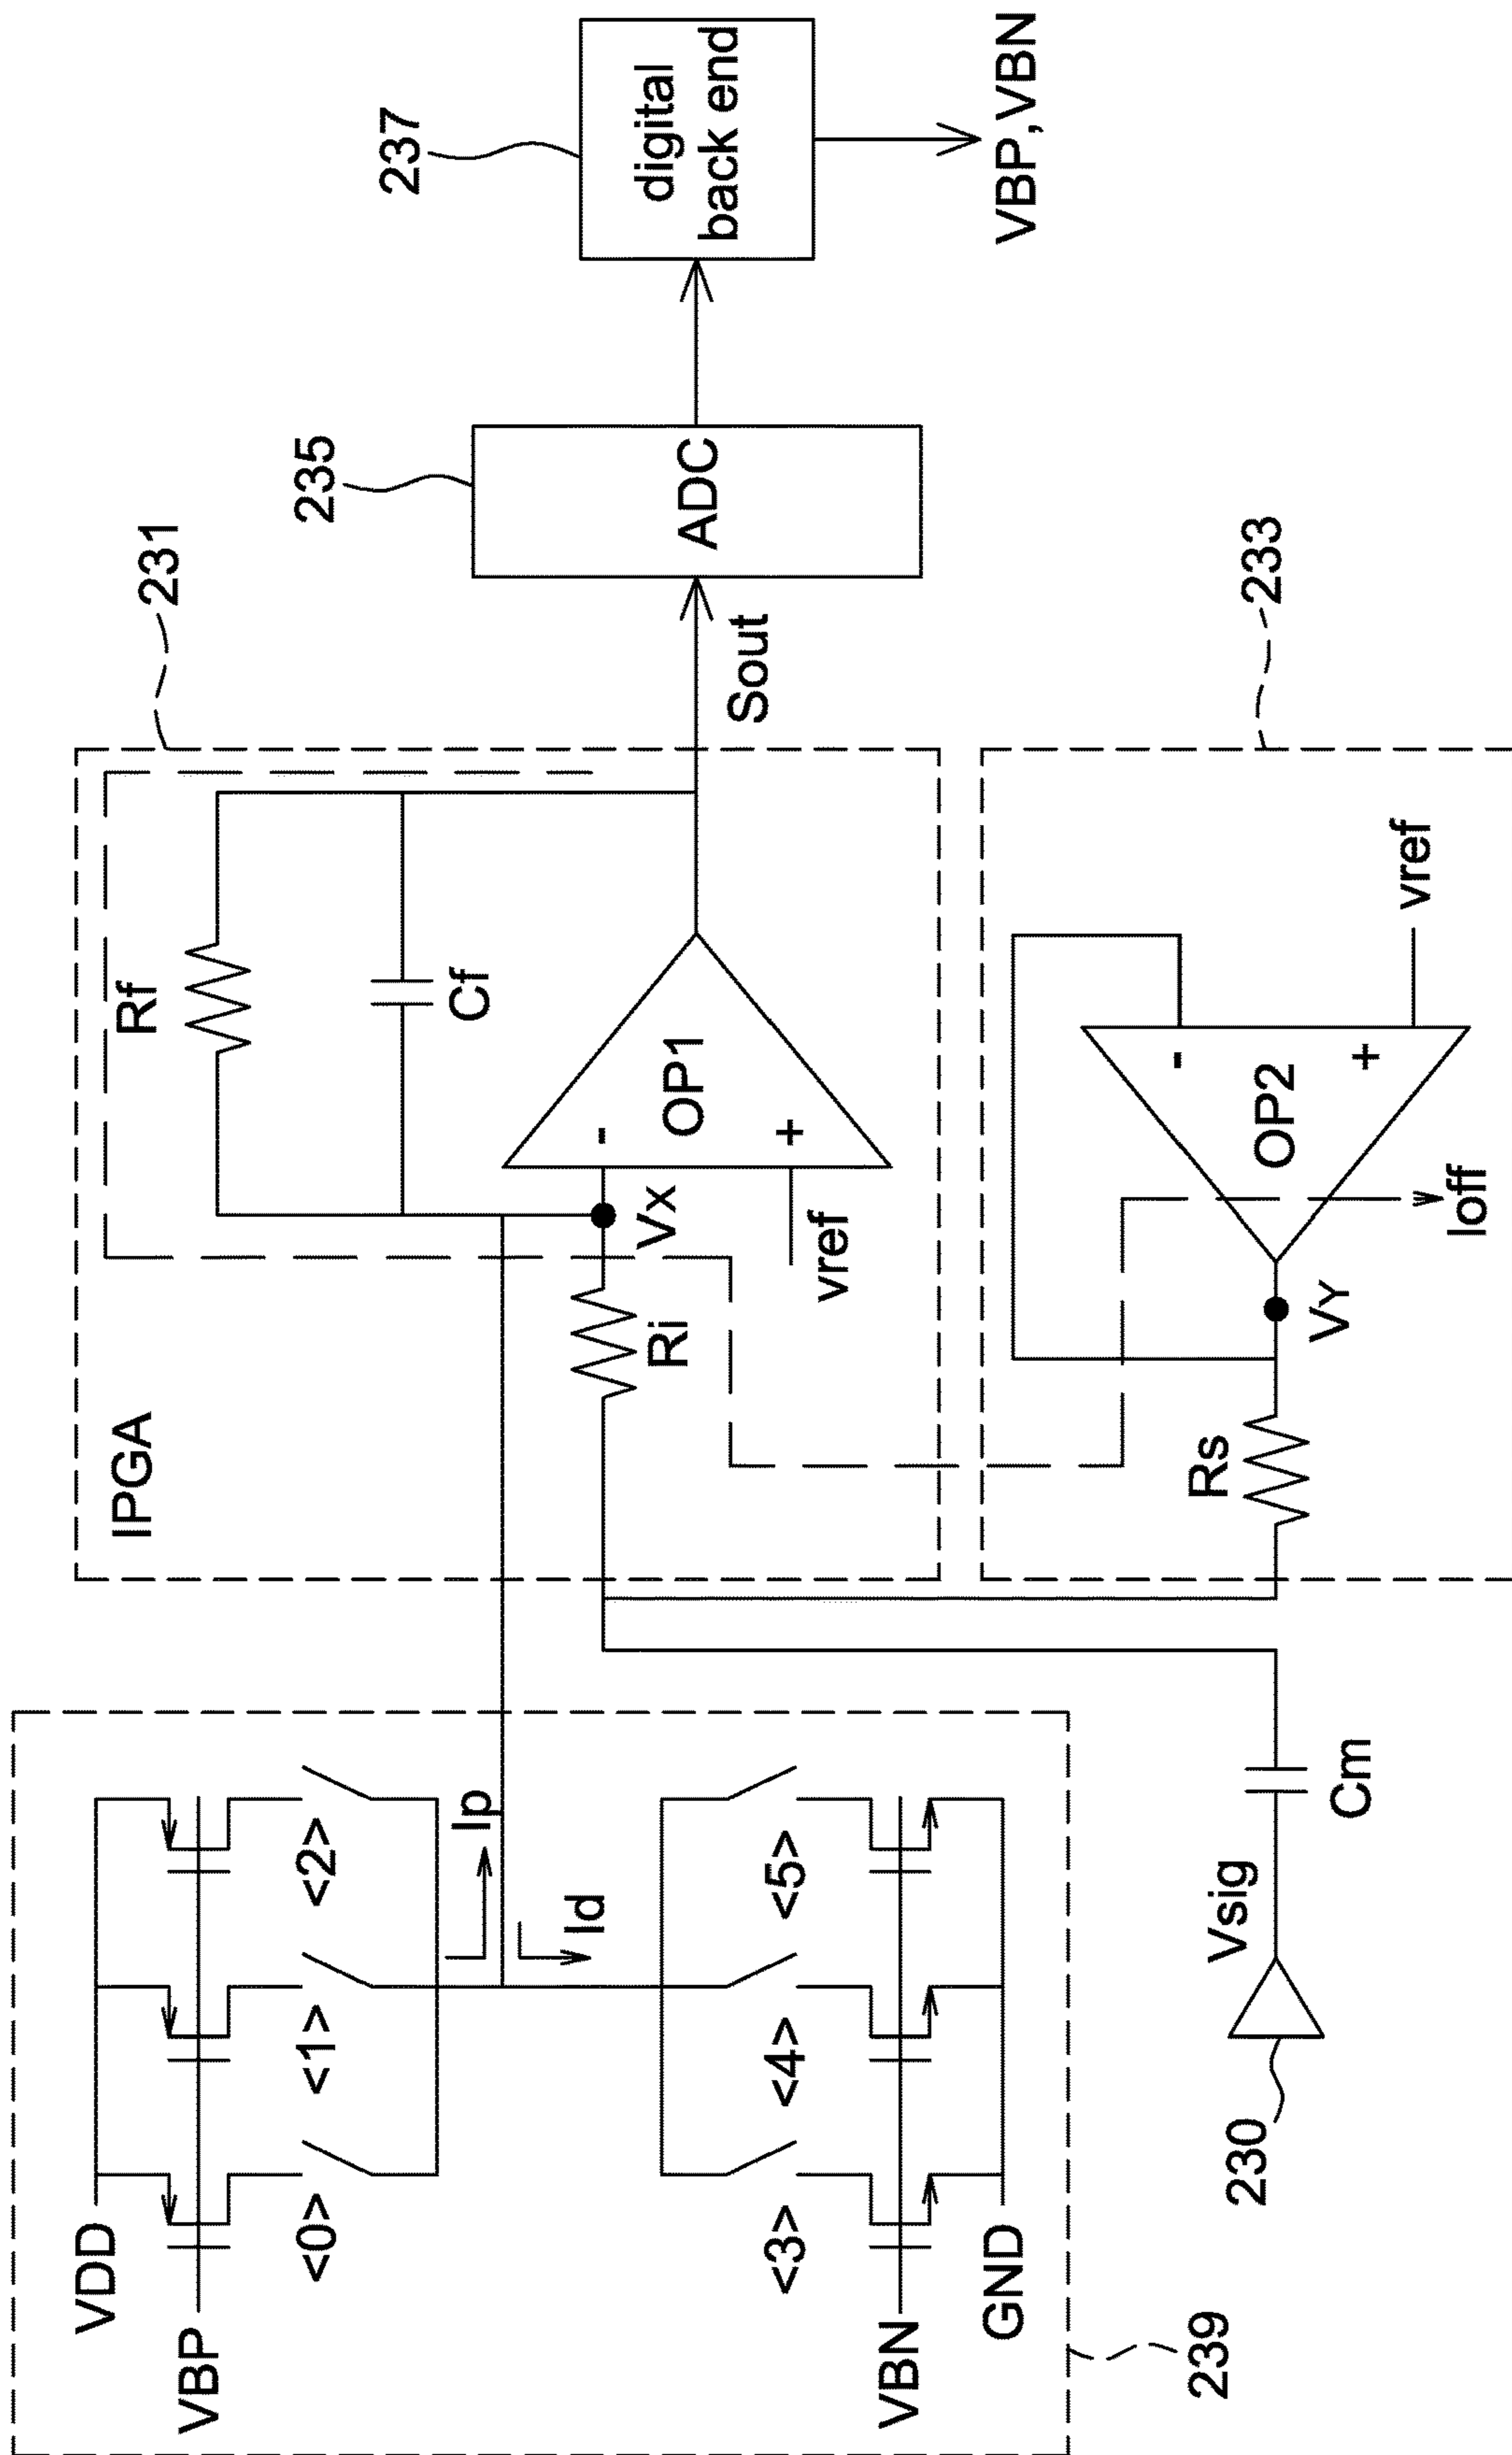 VDD
VBP
<0>
<1>
<2>
Ip
Id
<3>
<4>
<5>
VBN
GND
239
230
Vsig
Cm
IPGA
231
Rf
Cf
Ri
Vx
-
OP1
+
vref
Sout
235
ADC
237
digital
back end
VBP,VBN
233
Rs
VY
-
OP2
+
vref
Ioff